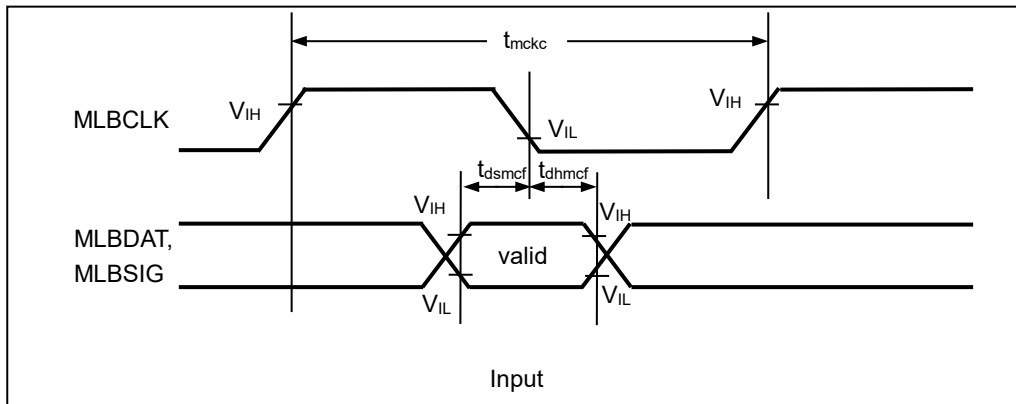 tmckc
MLBCLK
VIH
VIL
VIH
tdsmcf
tdhmcf
VIH
VIH
MLBDAT,
MLBSIG
valid
VIL
VIL
Input